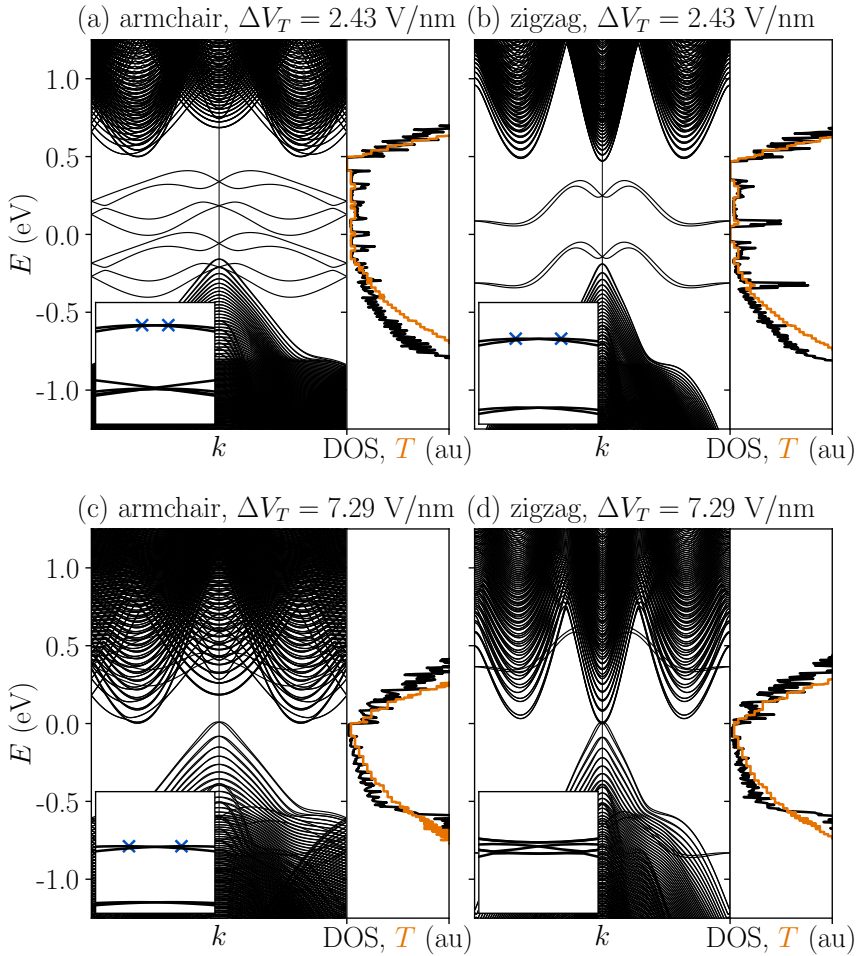 (a) armchair, ΔV_T = 2.43 V/nm
(b) zigzag, ΔV_T = 2.43 V/nm
E (eV)
1.0
0.5
0.0
-0.5
-1.0
k
DOS, T (au)
k
DOS, T (au)
(c) armchair, ΔV_T = 7.29 V/nm
(d) zigzag, ΔV_T = 7.29 V/nm
E (eV)
1.0
0.5
0.0
-0.5
-1.0
k
DOS, T (au)
k
DOS, T (au)